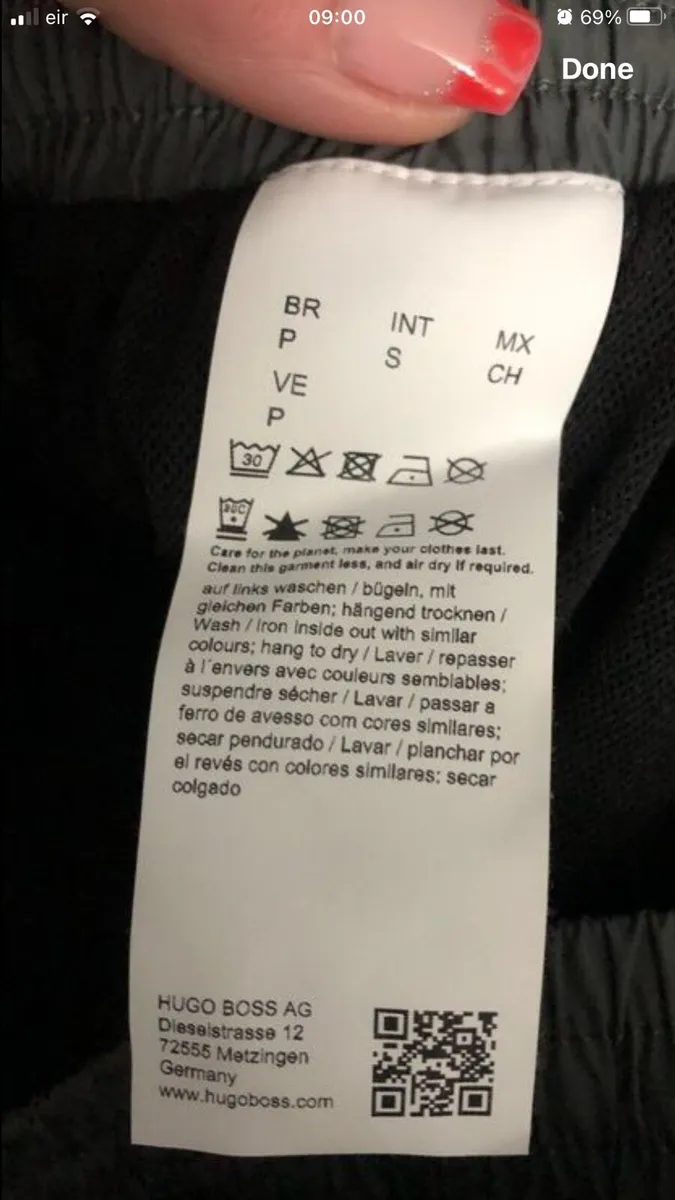 eir
09:00
69%
Done
BR
P
INT
S
MX
CH
VE
P
30
30C
Care for the planet, make your clothes last.
Clean this garment less, and air dry if required.
auf links waschen / bügeln, mit
gleichen Farben; hängend trocknen /
Wash / iron inside out with similar
colours; hang to dry / Laver / repasser
à l´envers avec couleurs semblables;
suspendre sécher / Lavar / passar a
ferro de avesso com cores similares;
secar pendurado / Lavar / planchar por
el revés con colores similares; secar
colgado
HUGO BOSS AG
Dieselstrasse 12
72555 Metzingen
Germany
www.hugoboss.com